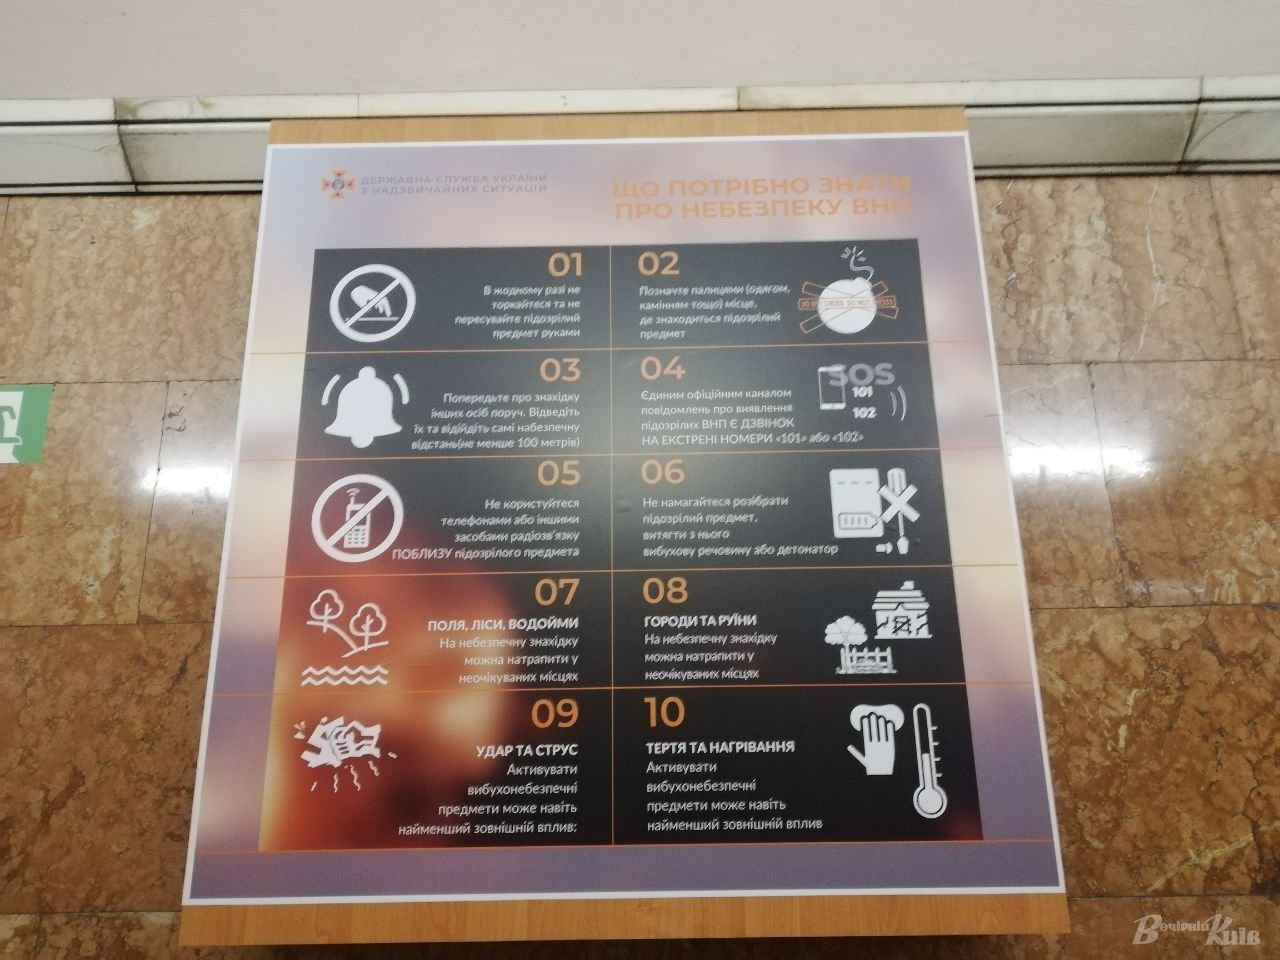 ДЕРЖАВНА СЛУЖБА УКРАЇНИ
З НАДЗВИЧАЙНИХ СИТУАЦІЙ
ЩО ПОТРІБНО ЗНАТИ
ПРО НЕБЕЗПЕКУ ВНП
01
В жодному разі не
торкайтеся та не
пересувайте підозрілий
предмет руками
02
Позначте палицями (одягом,
камінням тощо) місце,
де знаходиться підозрілий
предмет
CROSS DO NOT CROSS
03
Попередьте про знахідку
інших осіб поруч. Відведіть
їх та відійдіть самі набезпечну
відстань(не менше 100 метрів)
04
Єдиним офіційним каналом
повідомлень про виявлення
підозрілих ВНП Є ДЗВІНОК
НА ЕКСТРЕНІ НОМЕРИ «101» або «102»
SOS
101
102
05
Не користуйтеся
телефонами або іншими
засобами радіозв'язку
ПОБЛИЗУ підозрілого предмета
06
Не намагайтеся розібрати
підозрілий предмет,
витягти з нього
вибухову речовину або детонатор
07
ПОЛЯ, ЛІСИ, ВОДОЙМИ
На небезпечну знахідку
можна натрапити у
неочікуваних місцях
08
ГОРОДИ ТА РУЇНИ
На небезпечну знахідку
можна натрапити у
неочікуваних місцях
09
УДАР ТА СТРУС
Активувати
вибухонебезпечні
предмети може навіть
найменший зовнішній вплив:
10
ТЕРТЯ ТА НАГРІВАННЯ
Активувати
вибухонебезпечні
предмети може навіть
найменший зовнішній вплив
Вечірній Київ